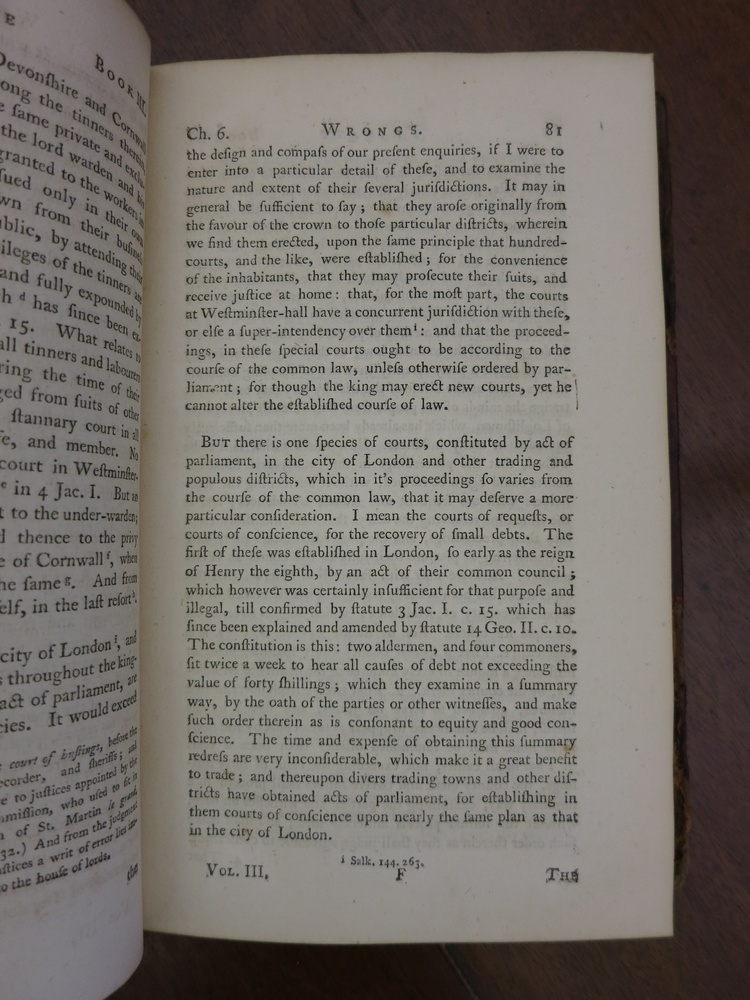 E
BOOK III.
Devonſhire and Cornwall
ong the tinners therein,
e ſame private and
the lord warden and his
granted to the workers in
ſued only in their own
wn from their buſineſs
ublic, by attending their
ileges of the tinners are
and fully expounded by
h d has ſince been ex-
15. What relates to
all tinners and labourers
ring the time of their
ged from ſuits of other
ſtannary court in all
fe, and member. No
court in Weſtminſter-
e in 4 Jac. I. But an
t to the under-warden;
d thence to the privy
e of Cornwall f, when
he ſame g. And from
elf, in the laſt reſort h.
city of London i, and
s throughout the king-
act of parliament, are
cies. It would exceed
court of huſtings, before the
ecorder, and ſheriffs; and
e to juſtices appointed by the
mmiſſion, who uſed to ſit in
h of St. Martin le grand,
32.) And from the judgment
ſtices a writ of error lies
o the houſe of lords.
the
Ch. 6. WRONGS. 81
the deſign and compaſs of our preſent enquiries, if I were to
enter into a particular detail of theſe, and to examine the
nature and extent of their ſeveral juriſdictions. It may in
general be ſufficient to ſay; that they aroſe originally from
the favour of the crown to thoſe particular diſtricts, wherein
we find them erected, upon the ſame principle that hundred-
courts, and the like, were eſtabliſhed; for the convenience
of the inhabitants, that they may proſecute their ſuits, and
receive juſtice at home: that, for the moſt part, the courts
at Weſtminſter-hall have a concurrent juriſdiction with theſe,
or elſe a ſuper-intendency over them i: and that the proceed-
ings, in theſe ſpecial courts ought to be according to the
courſe of the common law, unleſs otherwiſe ordered by par-
liament; for though the king may erect new courts, yet he
cannot alter the eſtabliſhed courſe of law.
BUT there is one ſpecies of courts, conſtituted by act of
parliament, in the city of London and other trading and
populous diſtricts, which in it's proceedings ſo varies from
the courſe of the common law, that it may deſerve a more
particular conſideration. I mean the courts of requeſts, or
courts of conſcience, for the recovery of ſmall debts. The
firſt of theſe was eſtabliſhed in London, ſo early as the reign
of Henry the eighth, by an act of their common council;
which however was certainly inſufficient for that purpoſe and
illegal, till confirmed by ſtatute 3 Jac. I. c. 15. which has
ſince been explained and amended by ſtatute 14 Geo. II. c. 10.
The conſtitution is this: two aldermen, and four commoners,
ſit twice a week to hear all cauſes of debt not exceeding the
value of forty ſhillings; which they examine in a ſummary
way, by the oath of the parties or other witneſſes, and make
ſuch order therein as is conſonant to equity and good con-
ſcience. The time and expenſe of obtaining this ſummary
redreſs are very inconſiderable, which make it a great benefit
to trade; and thereupon divers trading towns and other diſ-
tricts have obtained acts of parliament, for eſtabliſhing in
them courts of conſcience upon nearly the ſame plan as that
in the city of London.
i Salk. 144. 263.
VOL. III, F THE